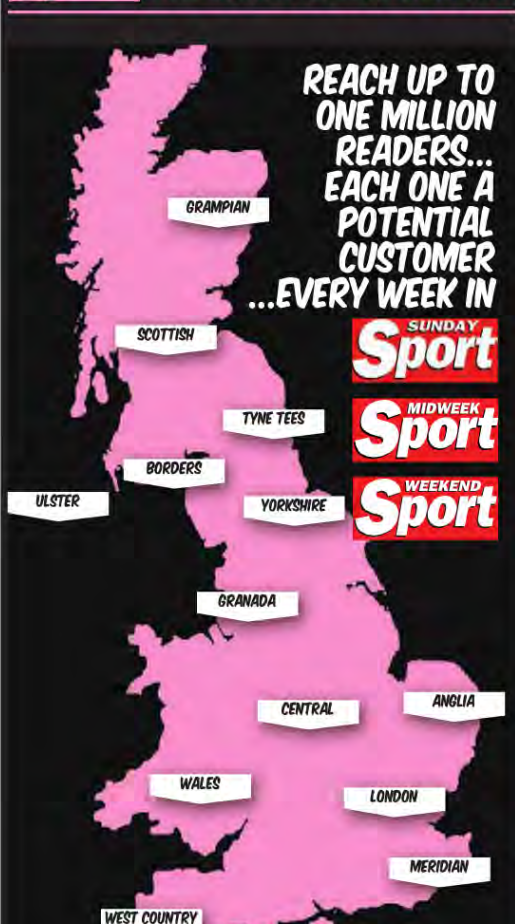 REACH UP TO
ONE MILLION
READERS...
EACH ONE A
POTENTIAL
CUSTOMER
...EVERY WEEK IN
SUNDAY
Sport
MIDWEEK
Sport
WEEKEND
Sport
GRAMPIAN
SCOTTISH
TYNE TEES
BORDERS
ULSTER
YORKSHIRE
GRANADA
ANGLIA
CENTRAL
WALES
LONDON
MERIDIAN
WEST COUNTRY